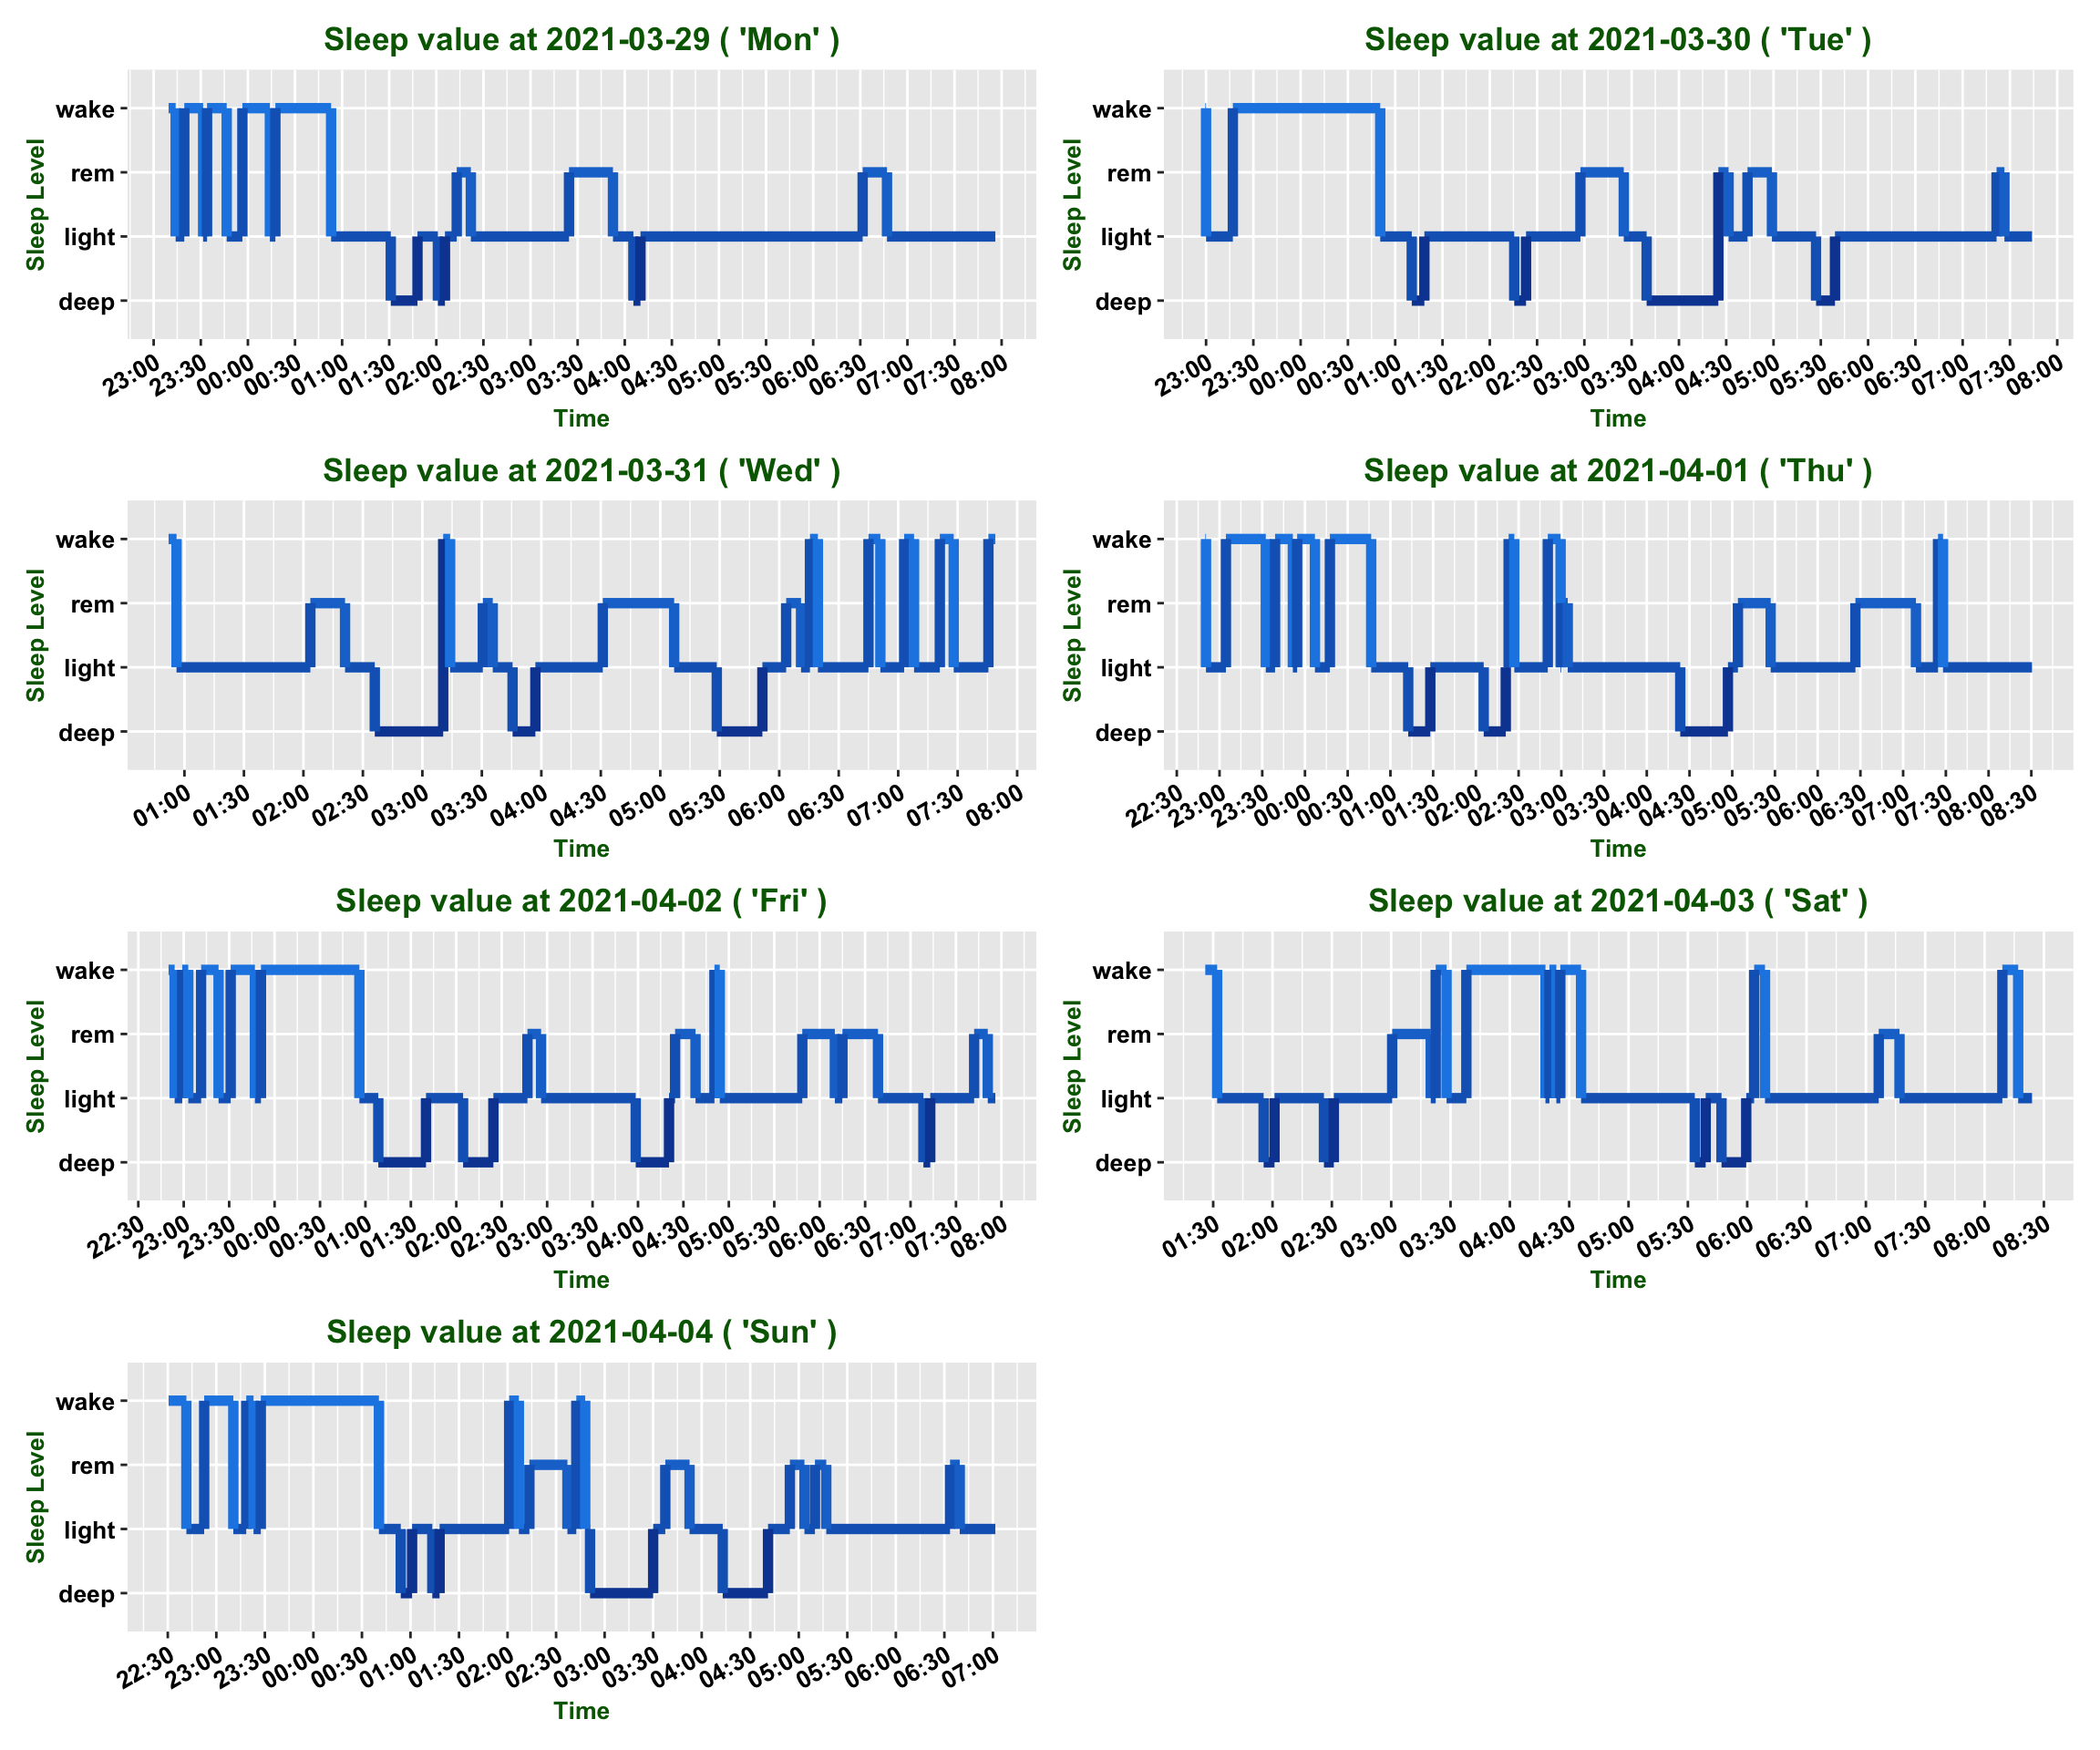 Sleep value at 2021-03-29 ( 'Mon' )
Sleep Level
wake
rem
light
deep
23:00 23:30 00:00 00:30 01:00 01:30 02:00 02:30 03:00 03:30 04:00 04:30 05:00 05:30 06:00 06:30 07:00 07:30 08:00
Time
Sleep value at 2021-03-30 ( 'Tue' )
Sleep Level
wake
rem
light
deep
23:00 23:30 00:00 00:30 01:00 01:30 02:00 02:30 03:00 03:30 04:00 04:30 05:00 05:30 06:00 06:30 07:00 07:30 08:00
Time
Sleep value at 2021-03-31 ( 'Wed' )
Sleep Level
wake
rem
light
deep
01:00 01:30 02:00 02:30 03:00 03:30 04:00 04:30 05:00 05:30 06:00 06:30 07:00 07:30 08:00
Time
Sleep value at 2021-04-01 ( 'Thu' )
Sleep Level
wake
rem
light
deep
22:30 23:00 23:30 00:00 00:30 01:00 01:30 02:00 02:30 03:00 03:30 04:00 04:30 05:00 05:30 06:00 06:30 07:00 07:30 08:00 08:30
Time
Sleep value at 2021-04-02 ( 'Fri' )
Sleep Level
wake
rem
light
deep
22:30 23:00 23:30 00:00 00:30 01:00 01:30 02:00 02:30 03:00 03:30 04:00 04:30 05:00 05:30 06:00 06:30 07:00 07:30 08:00
Time
Sleep value at 2021-04-03 ( 'Sat' )
Sleep Level
wake
rem
light
deep
01:30 02:00 02:30 03:00 03:30 04:00 04:30 05:00 05:30 06:00 06:30 07:00 07:30 08:00 08:30
Time
Sleep value at 2021-04-04 ( 'Sun' )
Sleep Level
wake
rem
light
deep
22:30 23:00 23:30 00:00 00:30 01:00 01:30 02:00 02:30 03:00 03:30 04:00 04:30 05:00 05:30 06:00 06:30 07:00
Time